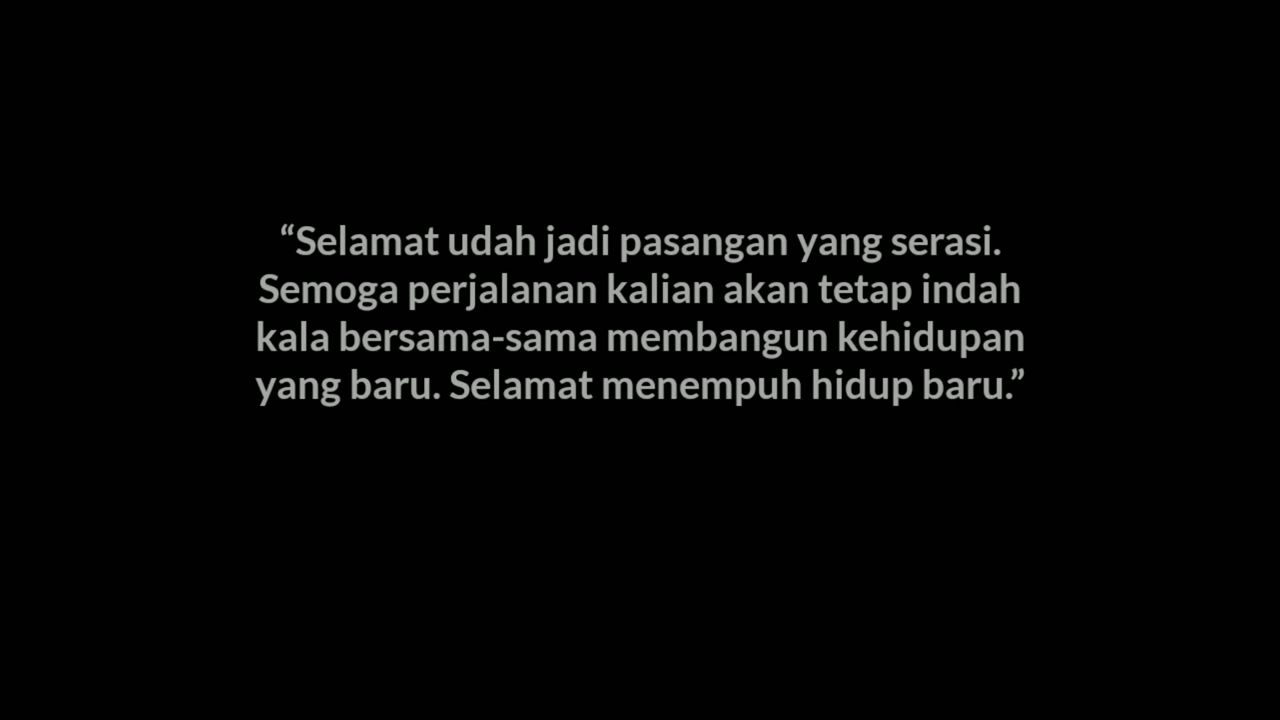 “Selamat udah jadi pasangan yang serasi.
Semoga perjalanan kalian akan tetap indah
kala bersama-sama membangun kehidupan
yang baru. Selamat menempuh hidup baru.”